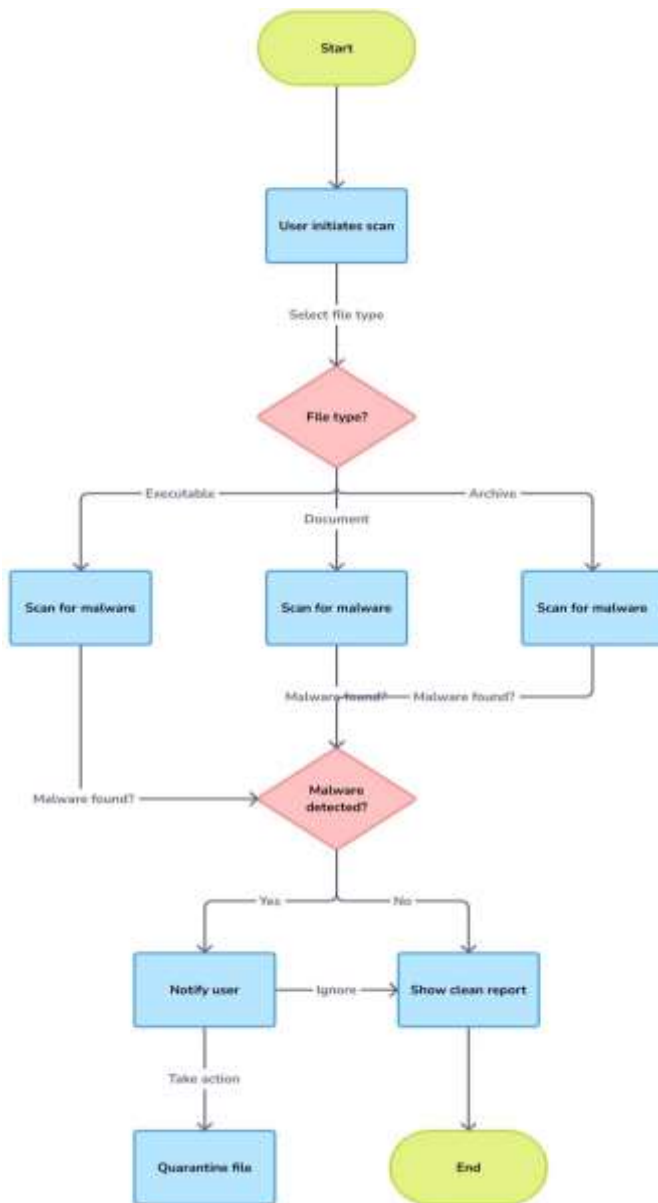 Start
User initiates scan
Select file type
File type?
Executable
Archive
Document
Scan for malware
Scan for malware
Scan for malware
Malware found?
Malware found?
Malware
detected?
Malware found?
Yes
No
Notify user
Ignore
Show clean report
Take action
Quarantine file
End